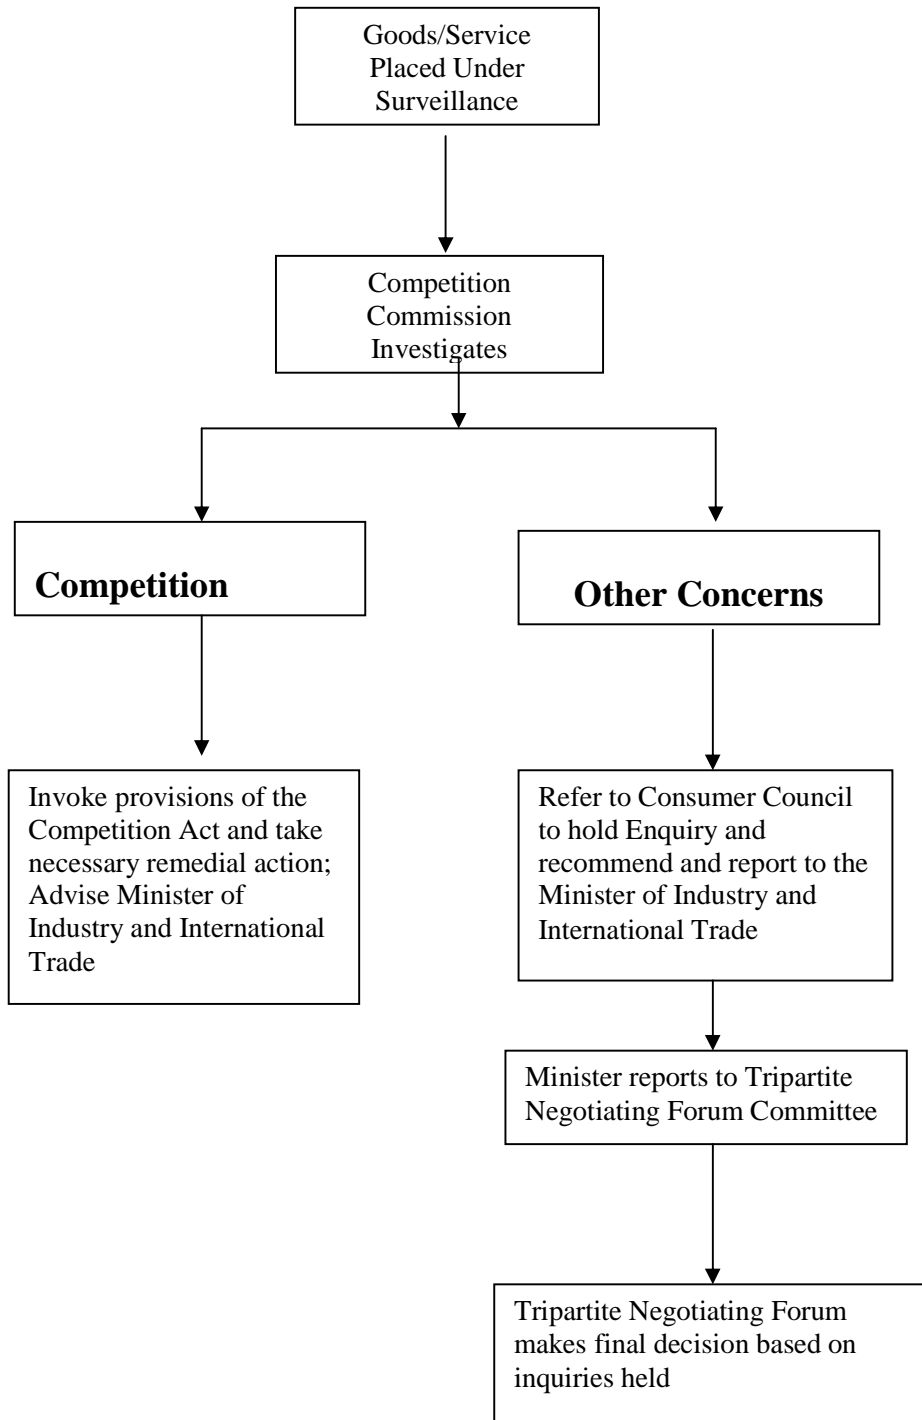 Goods/Service
Placed Under
Surveillance
Competition
Commission
Investigates
Competition
Other Concerns
Invoke provisions of the
Competition Act and take
necessary remedial action;
Advise Minister of
Industry and International
Trade
Refer to Consumer Council
to hold Enquiry and
recommend and report to the
Minister of Industry and
International Trade
Minister reports to Tripartite
Negotiating Forum Committee
Tripartite Negotiating Forum
makes final decision based on
inquiries held